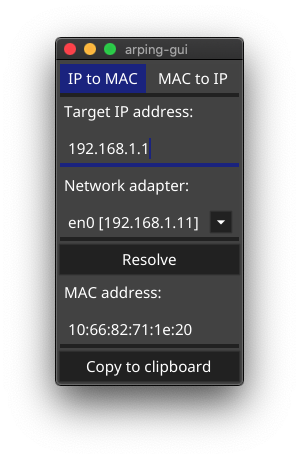 arping-gui
IP to MAC MAC to IP
Target IP address:
192.168.1.1
Network adapter:
en0 [192.168.1.11]
Resolve
MAC address:
10:66:82:71:1e:20
Copy to clipboard